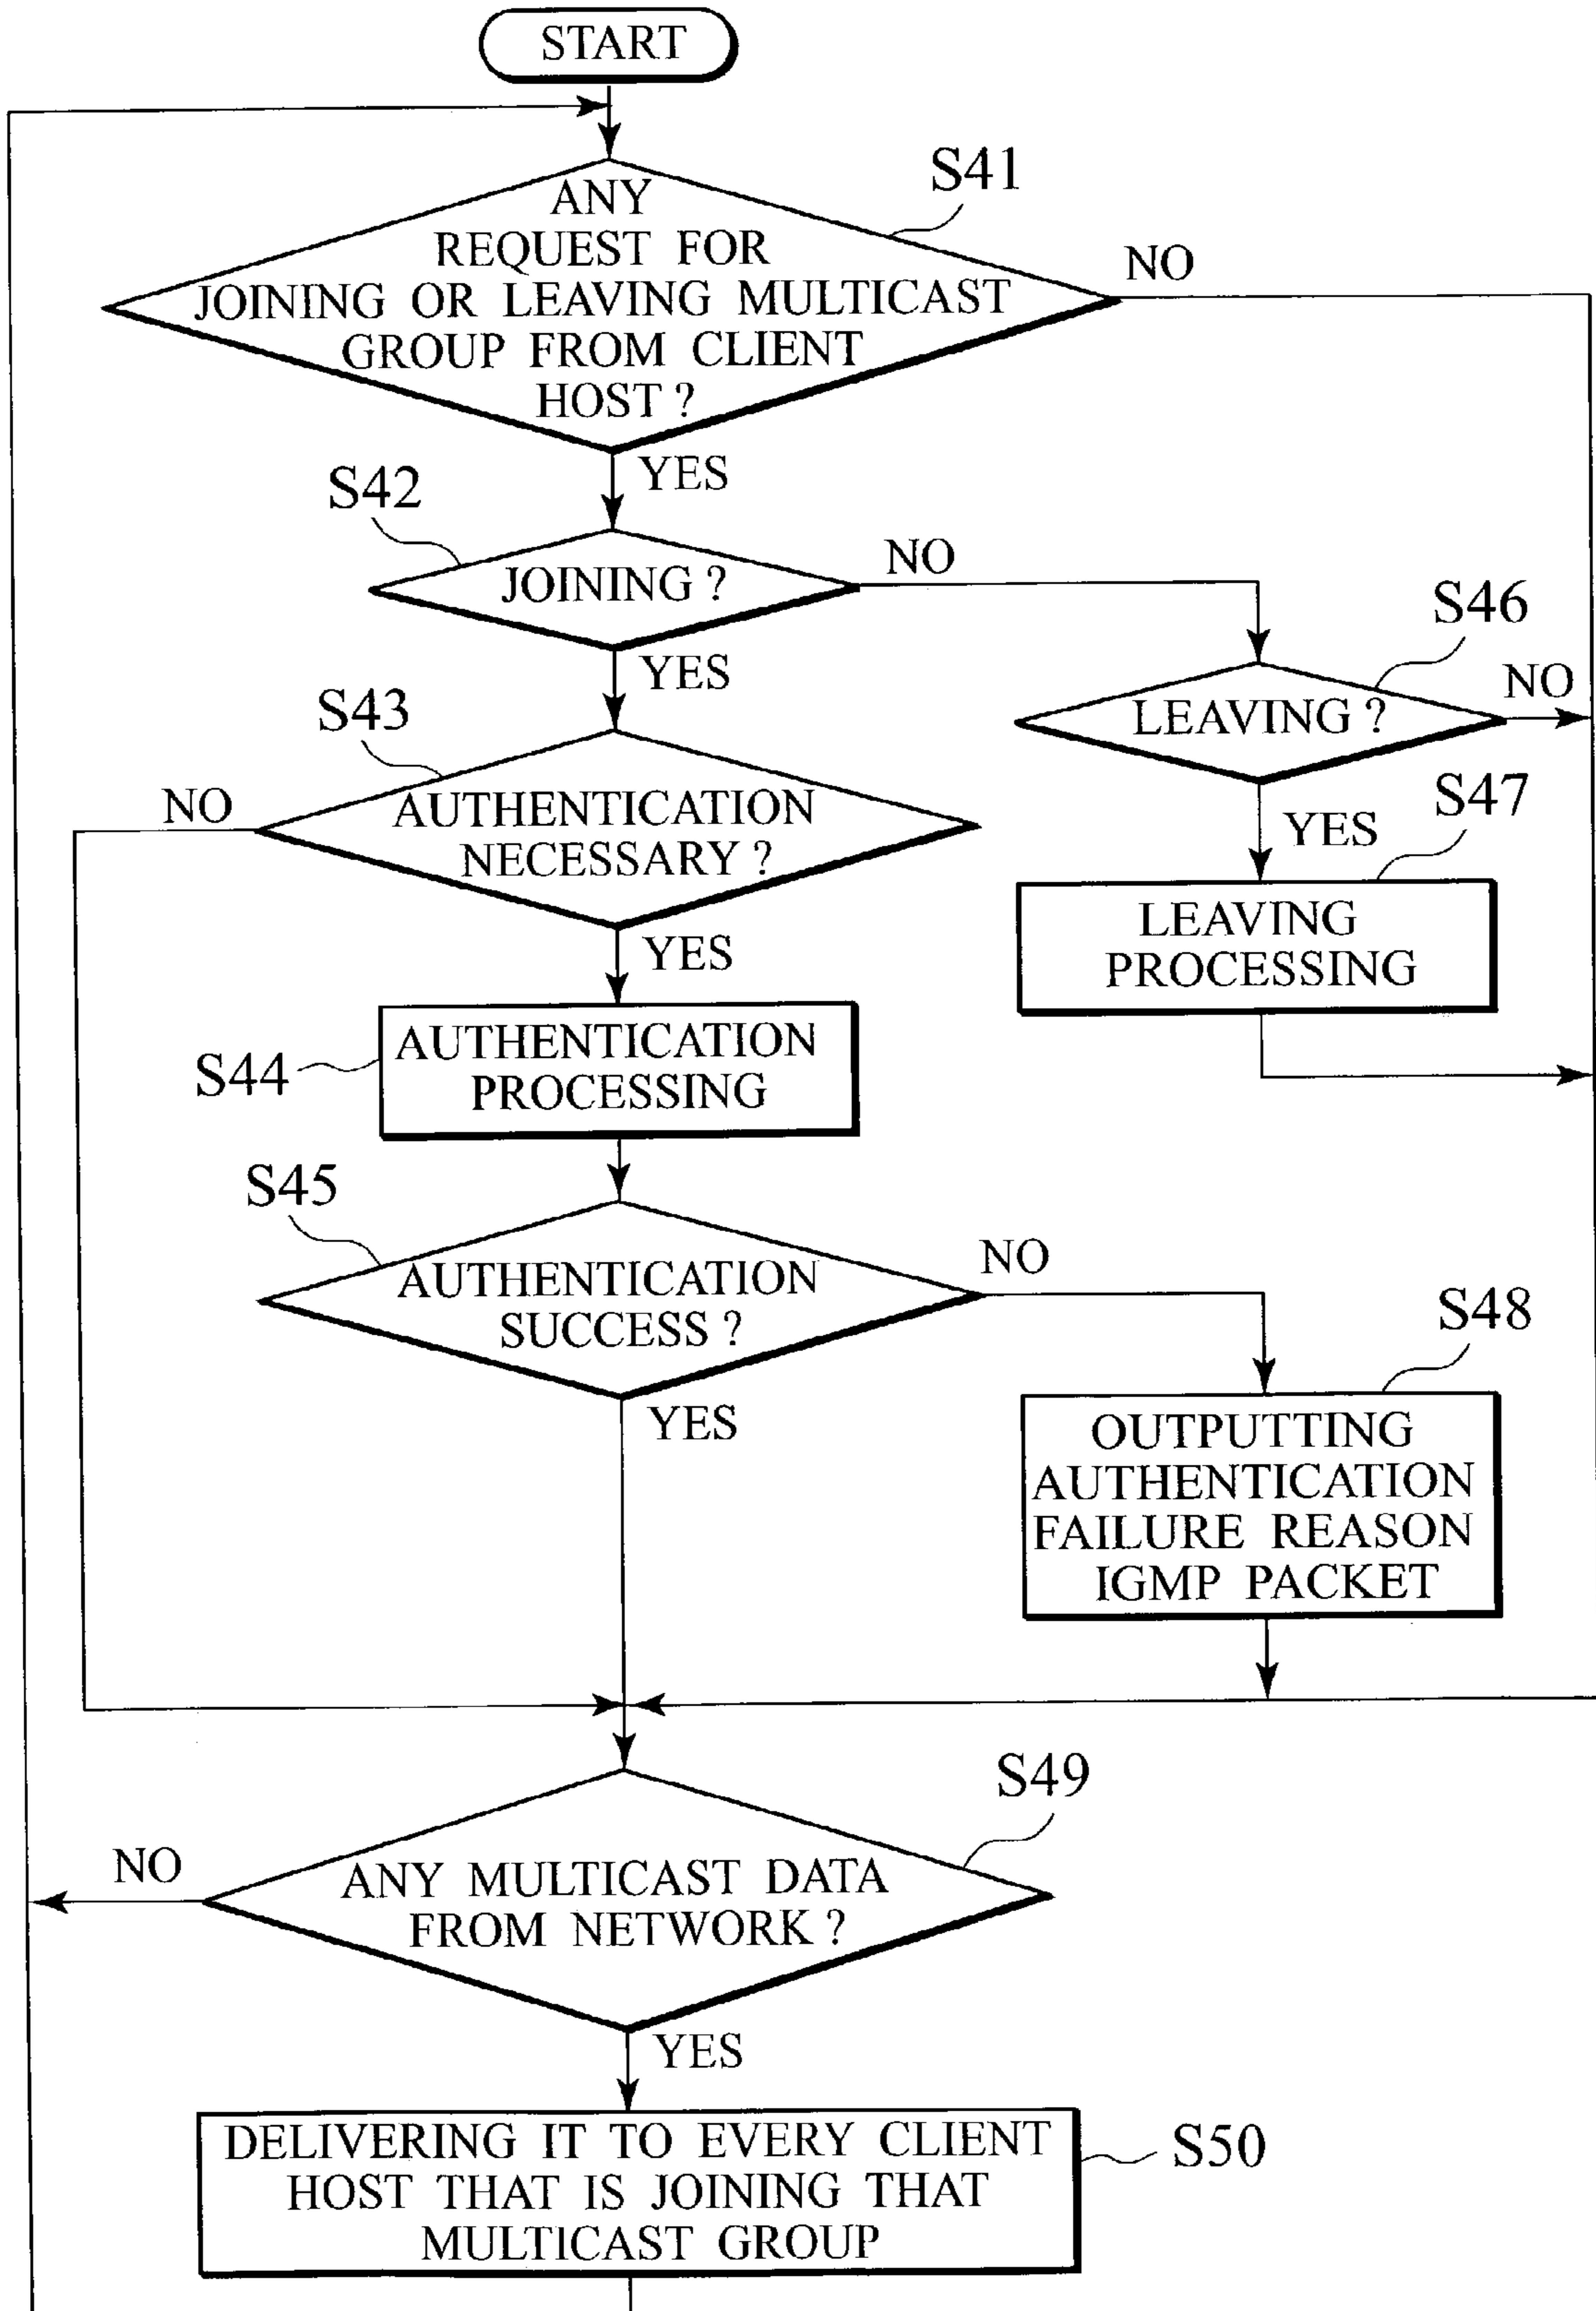 START
S41
ANY
REQUEST FOR
JOINING OR LEAVING MULTICAST
GROUP FROM CLIENT
HOST ?
NO
YES
S42
JOINING ?
NO
YES
S46
LEAVING ?
NO
YES
S43
AUTHENTICATION
NECESSARY ?
NO
YES
S47
LEAVING
PROCESSING
S44
AUTHENTICATION
PROCESSING
S45
AUTHENTICATION
SUCCESS ?
NO
YES
S48
OUTPUTTING
AUTHENTICATION
FAILURE REASON
IGMP PACKET
S49
ANY MULTICAST DATA
FROM NETWORK ?
NO
YES
DELIVERING IT TO EVERY CLIENT
HOST THAT IS JOINING THAT
MULTICAST GROUP
S50